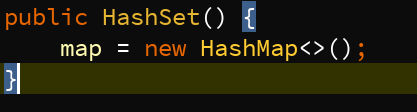 public HashSet() {
    map = new HashMap<>();
}